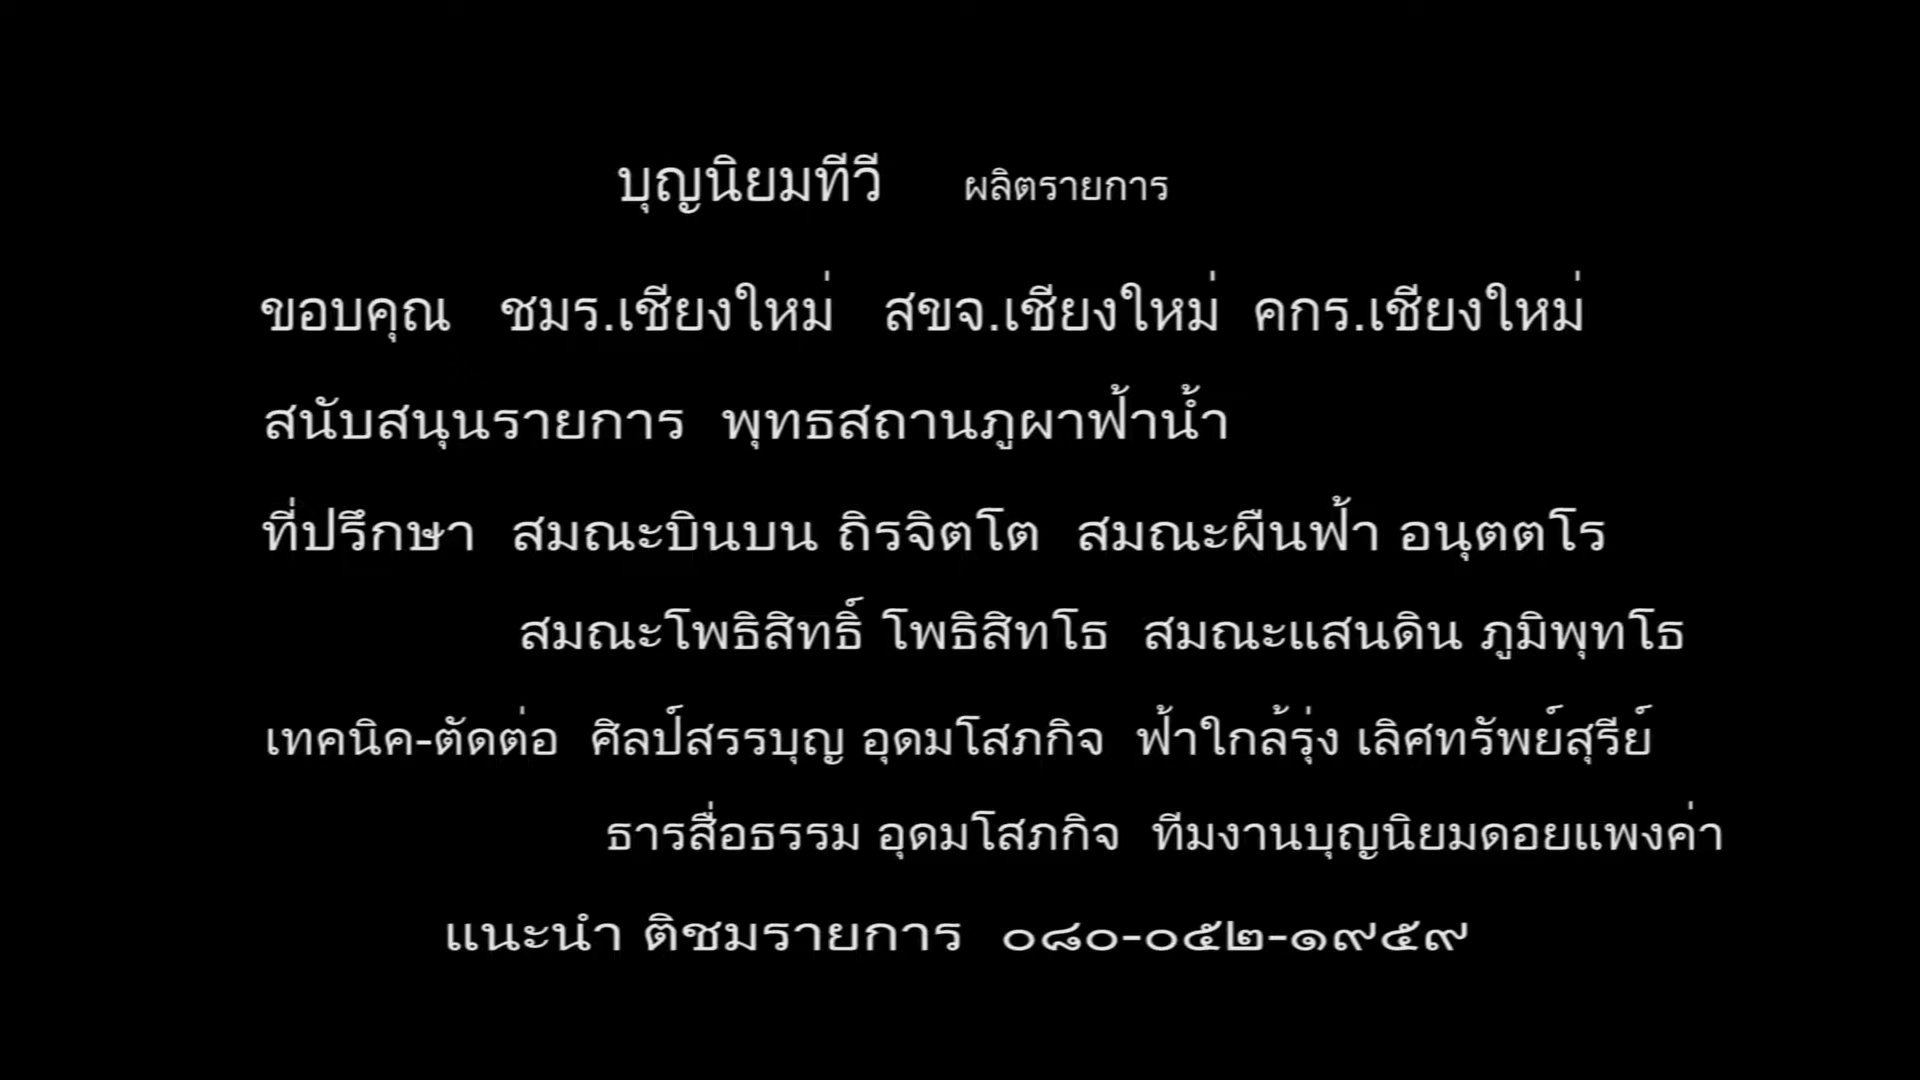 บุญนิยมทีวี ผลิตรายการ
ขอบคุณ ชมร.เชียงใหม่ สขจ.เชียงใหม่ คกร.เชียงใหม่
สนับสนุนรายการ พุทธสถานภูผาฟ้าน้ำ
ที่ปรึกษา สมณะบินบน ถิรจิตโต สมณะผืนฟ้า อนุตตโร
สมณะโพธิสิทธิ์ โพธิสิทโธ สมณะแสนดิน ภูมิพุทโธ
เทคนิค-ตัดต่อ ศิลป์สรรบุญ อุดมโสภกิจ ฟ้าใกล้รุ่ง เลิศทรัพย์สุรีย์
ธารสื่อธรรม อุดมโสภกิจ ทีมงานบุญนิยมดอยแพงค่า
แนะนำ ติชมรายการ ๐๘๐-๐๕๒-๑๙๕๙